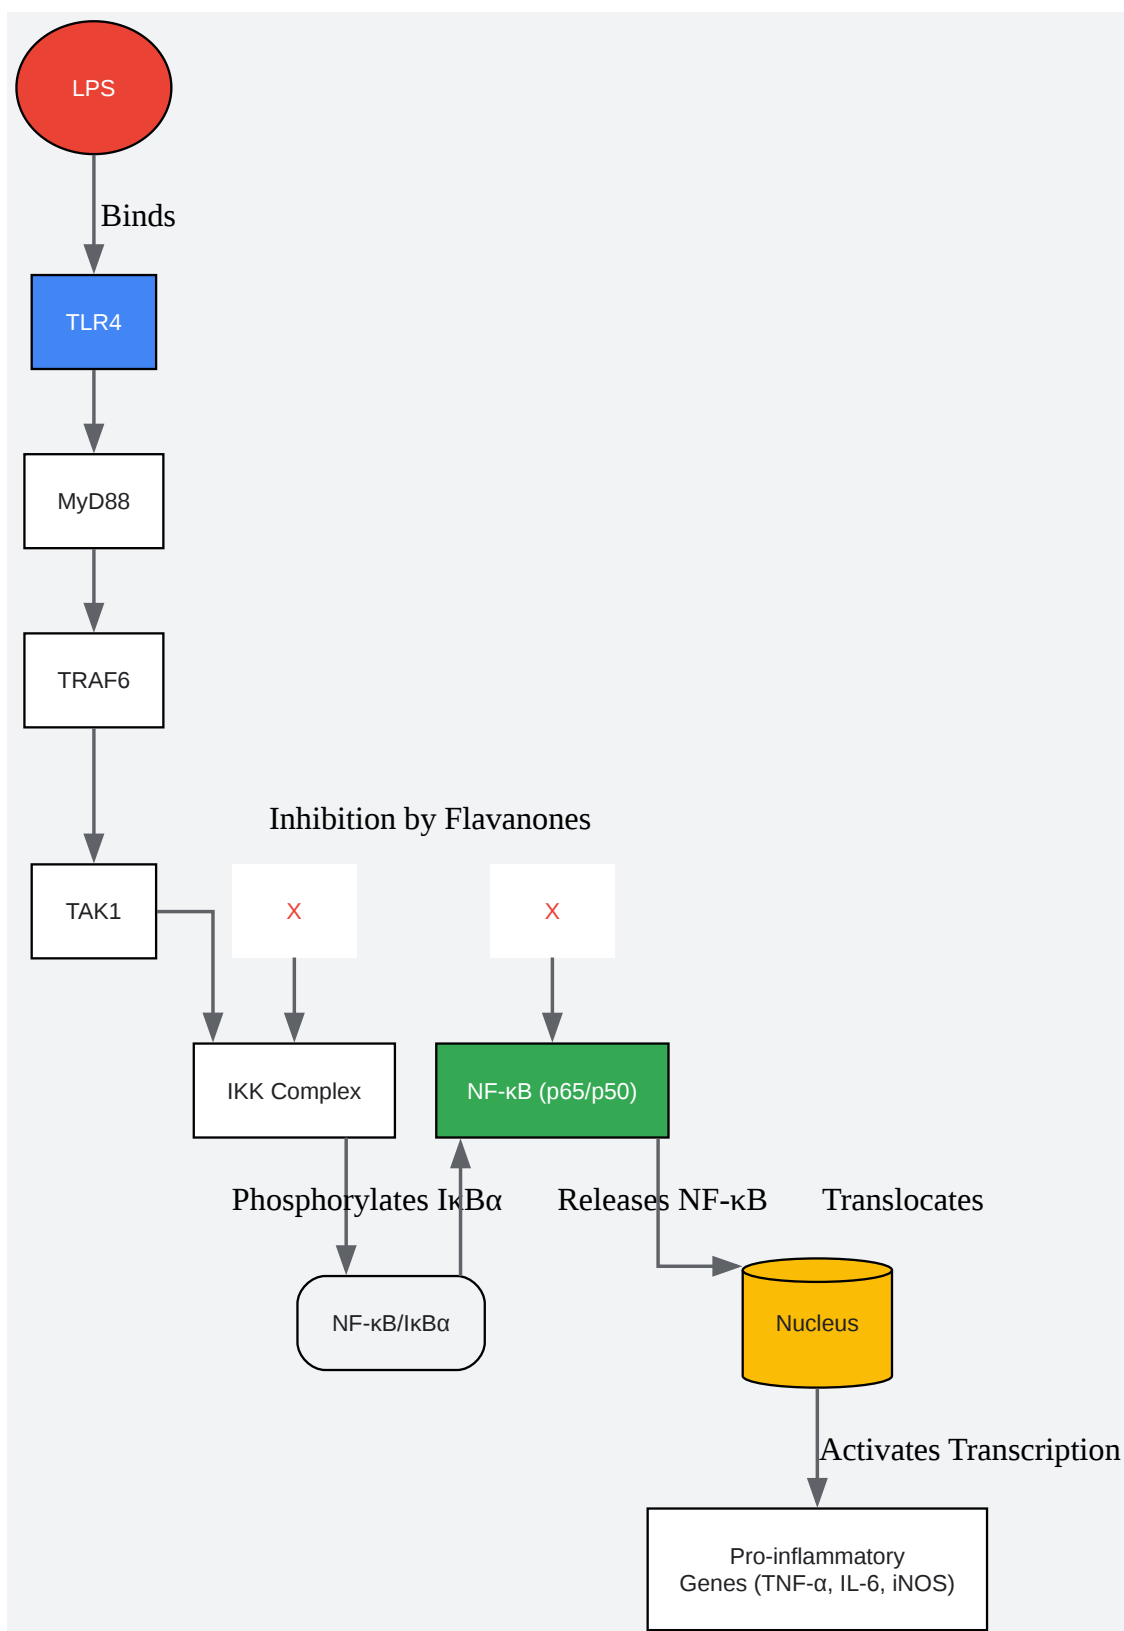 LPS
Binds
TLR4
MyD88
TRAF6
Inhibition by Flavanones
TAK1
X
X
IKK Complex
NF-κB (p65/p50)
Phosphorylates IκBα
Releases NF-κB
Translocates
NF-κB/IκBα
Nucleus
Activates Transcription
Pro-inflammatory
Genes (TNF-α, IL-6, iNOS)